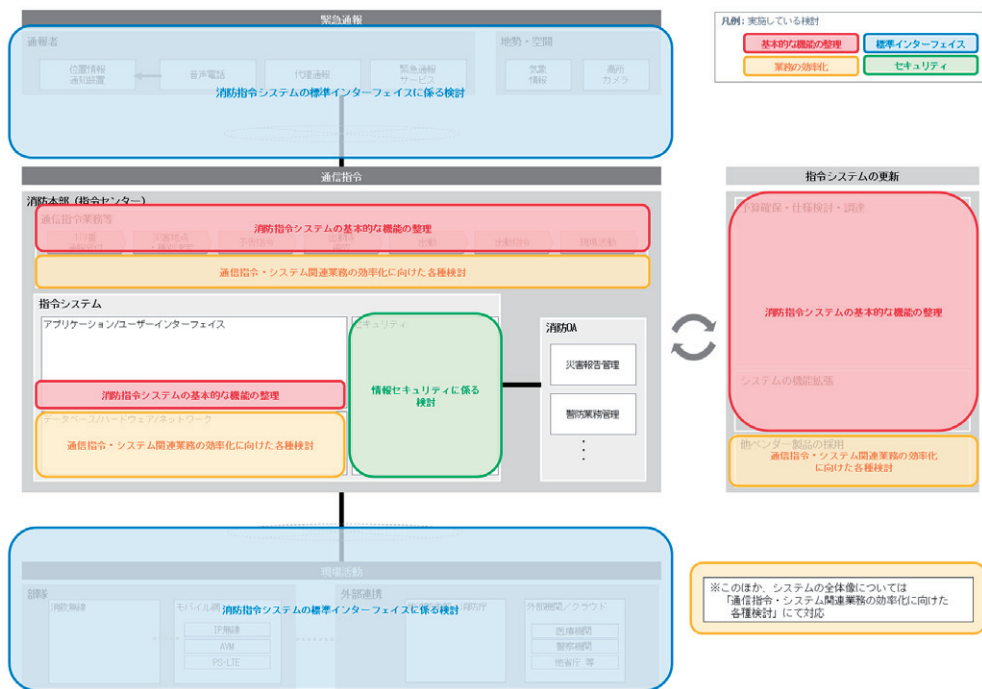 緊急通報
凡例：実施している検討
基本的な機能の整理
標準インターフェイス
業務の効率化
セキュリティ
通報者
地勢・空間
位置情報
通知装置
音声電話
代理通報
緊急通報
サービス
気象
情報
高所
カメラ
消防指令システムの標準インターフェイスに係る検討
通信指令
指令システムの更新
消防本部（指令センター）
通信指令業務等
消防指令システムの基本的な機能の整理
予告指令
出動
出動指令
現場活動
通信指令・システム関連業務の効率化に向けた各種検討
指令システム
アプリケーション/ユーザーインターフェイス
セキュリティ
消防指令システムの基本的な機能の整理
データベース/ハードウェア/ネットワーク
通信指令・システム関連業務の効率化に向けた各種検討
情報セキュリティに係る
検討
消防OA
災害報告管理
警防業務管理
予算確保・仕様検討・調達
消防指令システムの基本的な機能の整理
システムの機能拡張
他ベンダー製品の採用
通信指令・システム関連業務の効率化
に向けた各種検討
現場活動
部隊
外部連携
消防無線
モバイル網
外部機関／クラウド
消防指令システムの標準インターフェイスに係る検討
IP無線
AVM
PS-LTE
医療機関
警察機関
他省庁 等
※このほか、システムの全体像については
「通信指令・システム関連業務の効率化に向けた
各種検討」にて対応